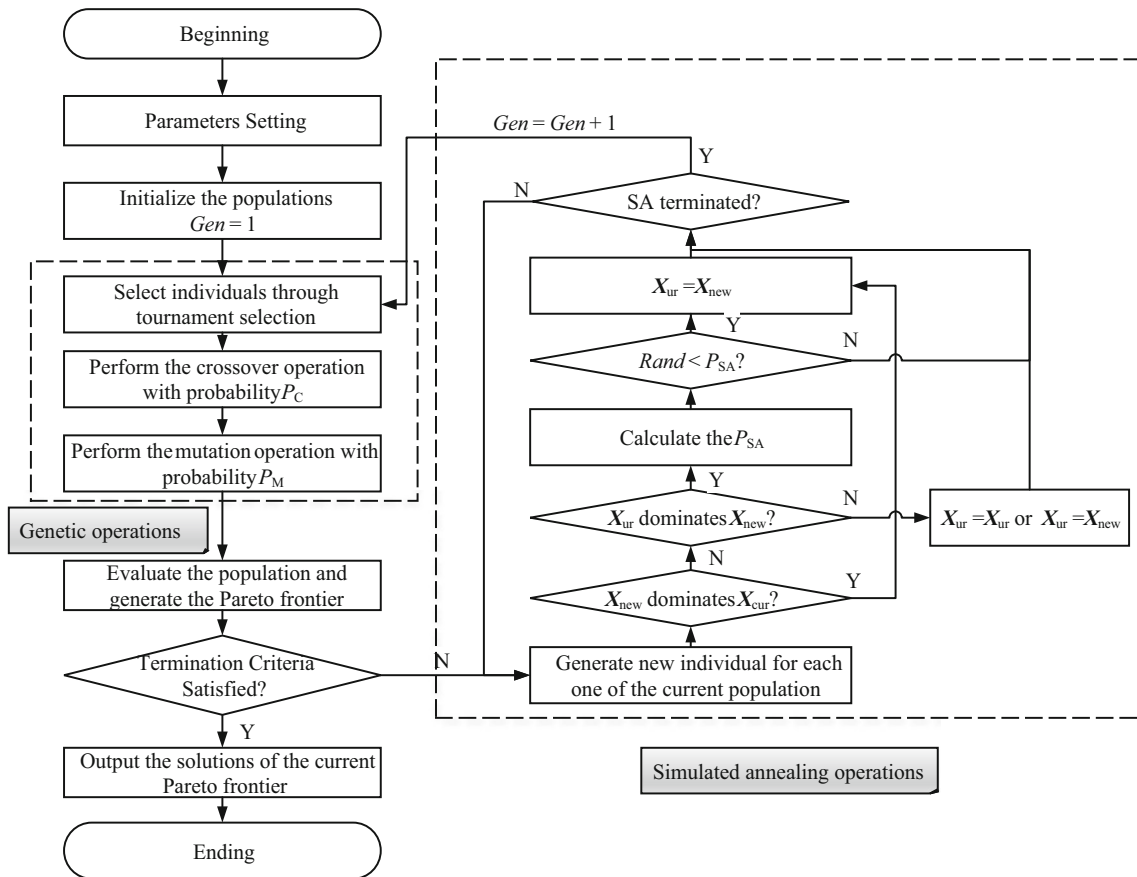 Beginning
Parameters Setting
Initialize the populations
Gen = 1
Select individuals through
tournament selection
Perform the crossover operation
with probability P_C
Perform the mutation operation with
probability P_M
Genetic operations
Evaluate the population and
generate the Pareto frontier
Termination Criteria
Satisfied?
N
Y
Output the solutions of the current
Pareto frontier
Ending
Gen = Gen + 1
Y
N
SA terminated?
X_ur = X_new
Y
N
Rand < P_SA?
Calculate the P_SA
Y
N
X_ur dominates X_new?
X_ur = X_ur or X_ur = X_new
N
Y
X_new dominates X_cur?
Generate new individual for each
one of the current population
Simulated annealing operations